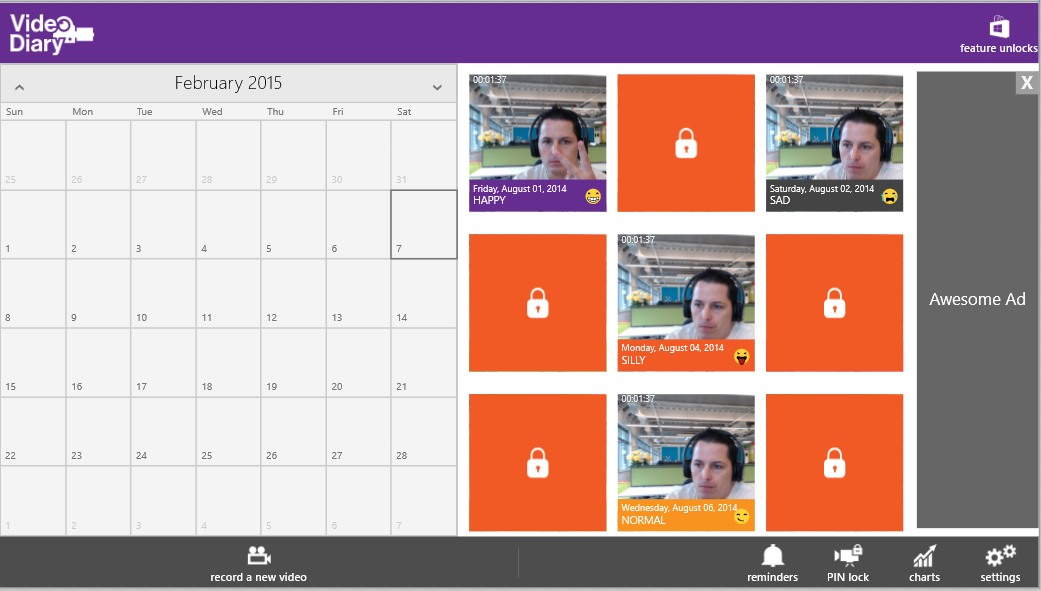 Video
Diary
feature unlocks
February 2015
Sun Mon Tue Wed Thu Fri Sat
25 26 27 28 29 30 31
1 2 3 4 5 6 7
8 9 10 11 12 13 14
15 16 17 18 19 20 21
22 23 24 25 26 27 28
1 2 3 4 5 6 7
00:01:37
Friday, August 01, 2014
HAPPY
00:01:37
Saturday, August 02, 2014
SAD
00:01:37
Monday, August 04, 2014
SILLY
00:01:37
Wednesday, August 06, 2014
NORMAL
X
Awesome Ad
record a new video
reminders
PIN lock
charts
settings